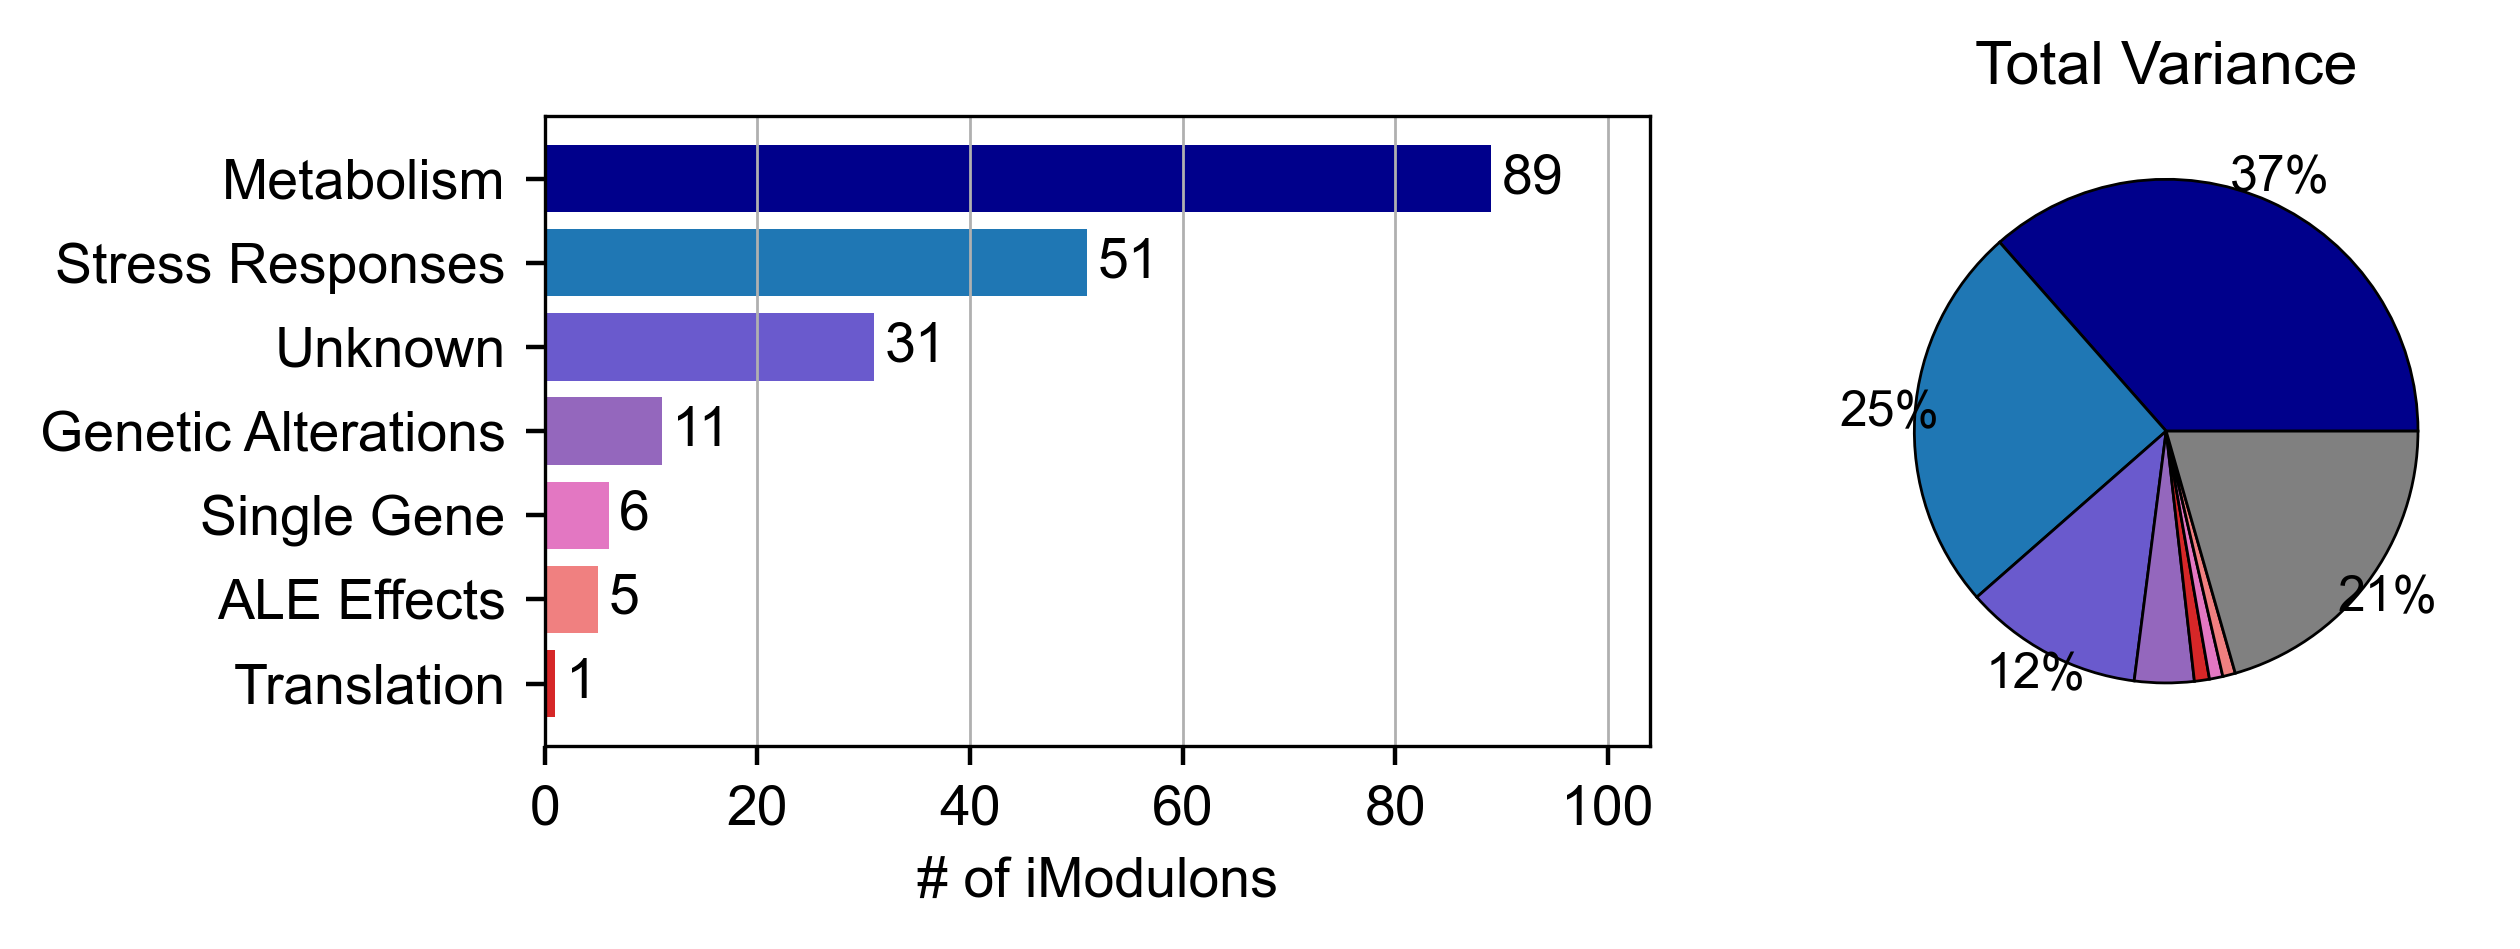 Total Variance
Metabolism 89
Stress Responses 51
Unknown 31
Genetic Alterations 11
Single Gene 6
ALE Effects 5
Translation 1
0 20 40 60 80 100
# of iModulons
37%
25%
21%
12%